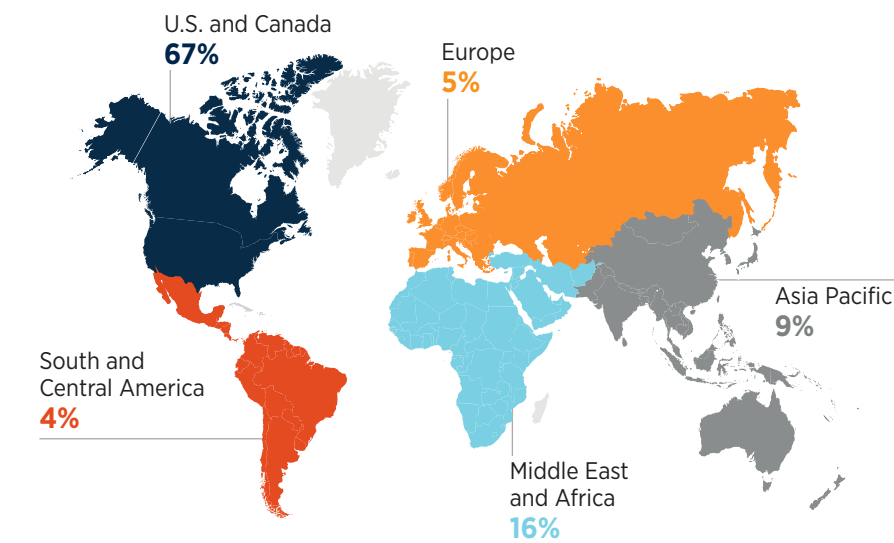 U.S. and Canada
67%
Europe
5%
Asia Pacific
9%
South and
Central America
4%
Middle East
and Africa
16%